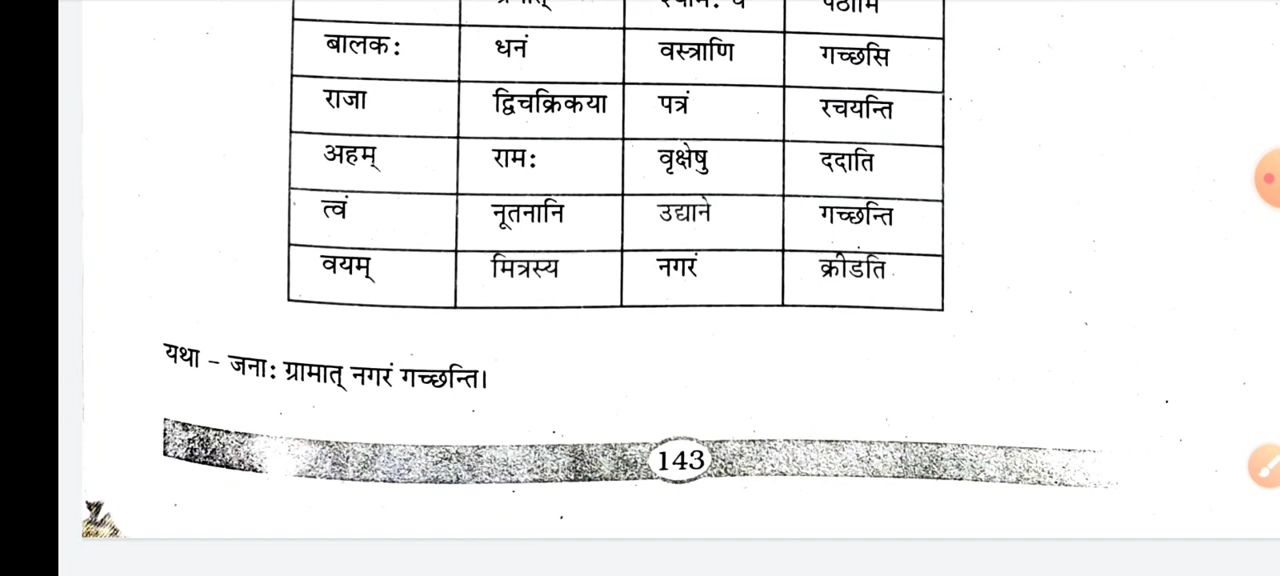 बालकः धनं वस्त्राणि गच्छसि
राजा द्विचक्रिकया पत्रं रचयन्ति
अहम् रामः वृक्षेषु ददाति
त्वं नूतनानि उद्याने गच्छन्ति
वयम् मित्रस्य नगरं क्रीडति
यथा - जनाः ग्रामात् नगरं गच्छन्ति।
143